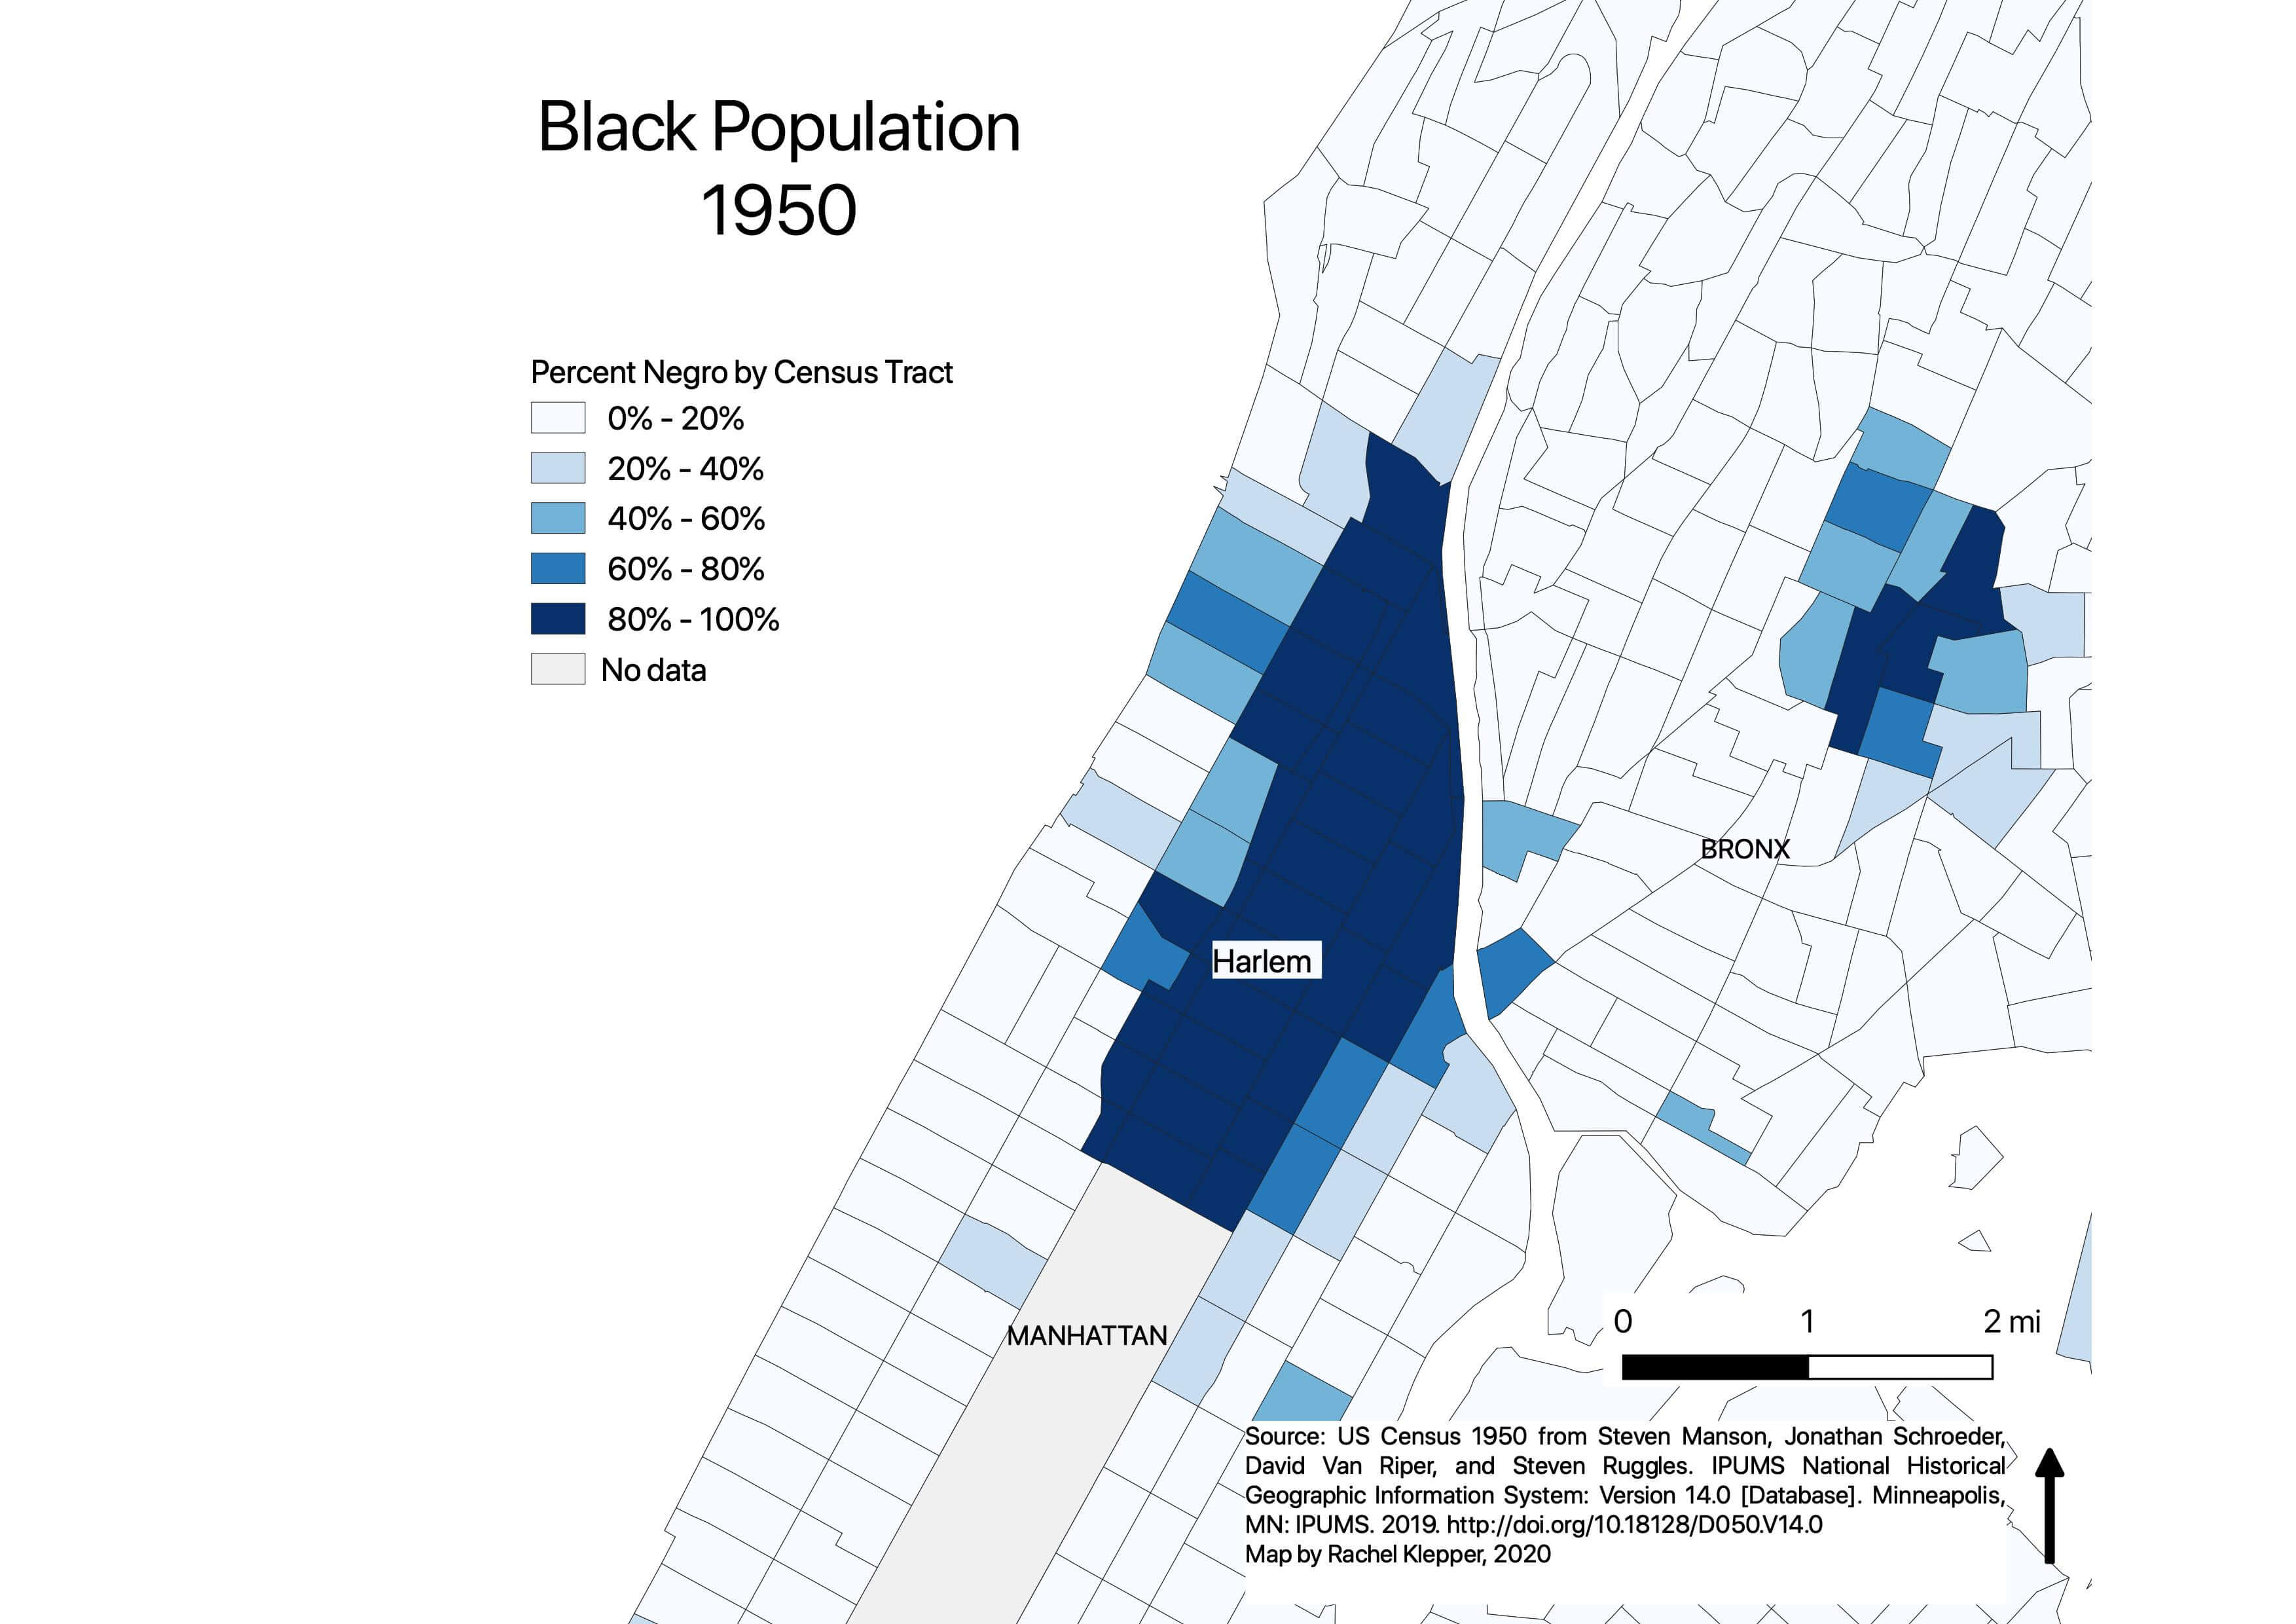 Black Population
1950
Percent Negro by Census Tract
0% - 20%
20% - 40%
40% - 60%
60% - 80%
80% - 100%
No data
BRONX
Harlem
MANHATTAN
0 1 2 mi
Source: US Census 1950 from Steven Manson, Jonathan Schroeder,
David Van Riper, and Steven Ruggles. IPUMS National Historical
Geographic Information System: Version 14.0 [Database]. Minneapolis,
MN: IPUMS. 2019. http://doi.org/10.18128/D050.V14.0
Map by Rachel Klepper, 2020